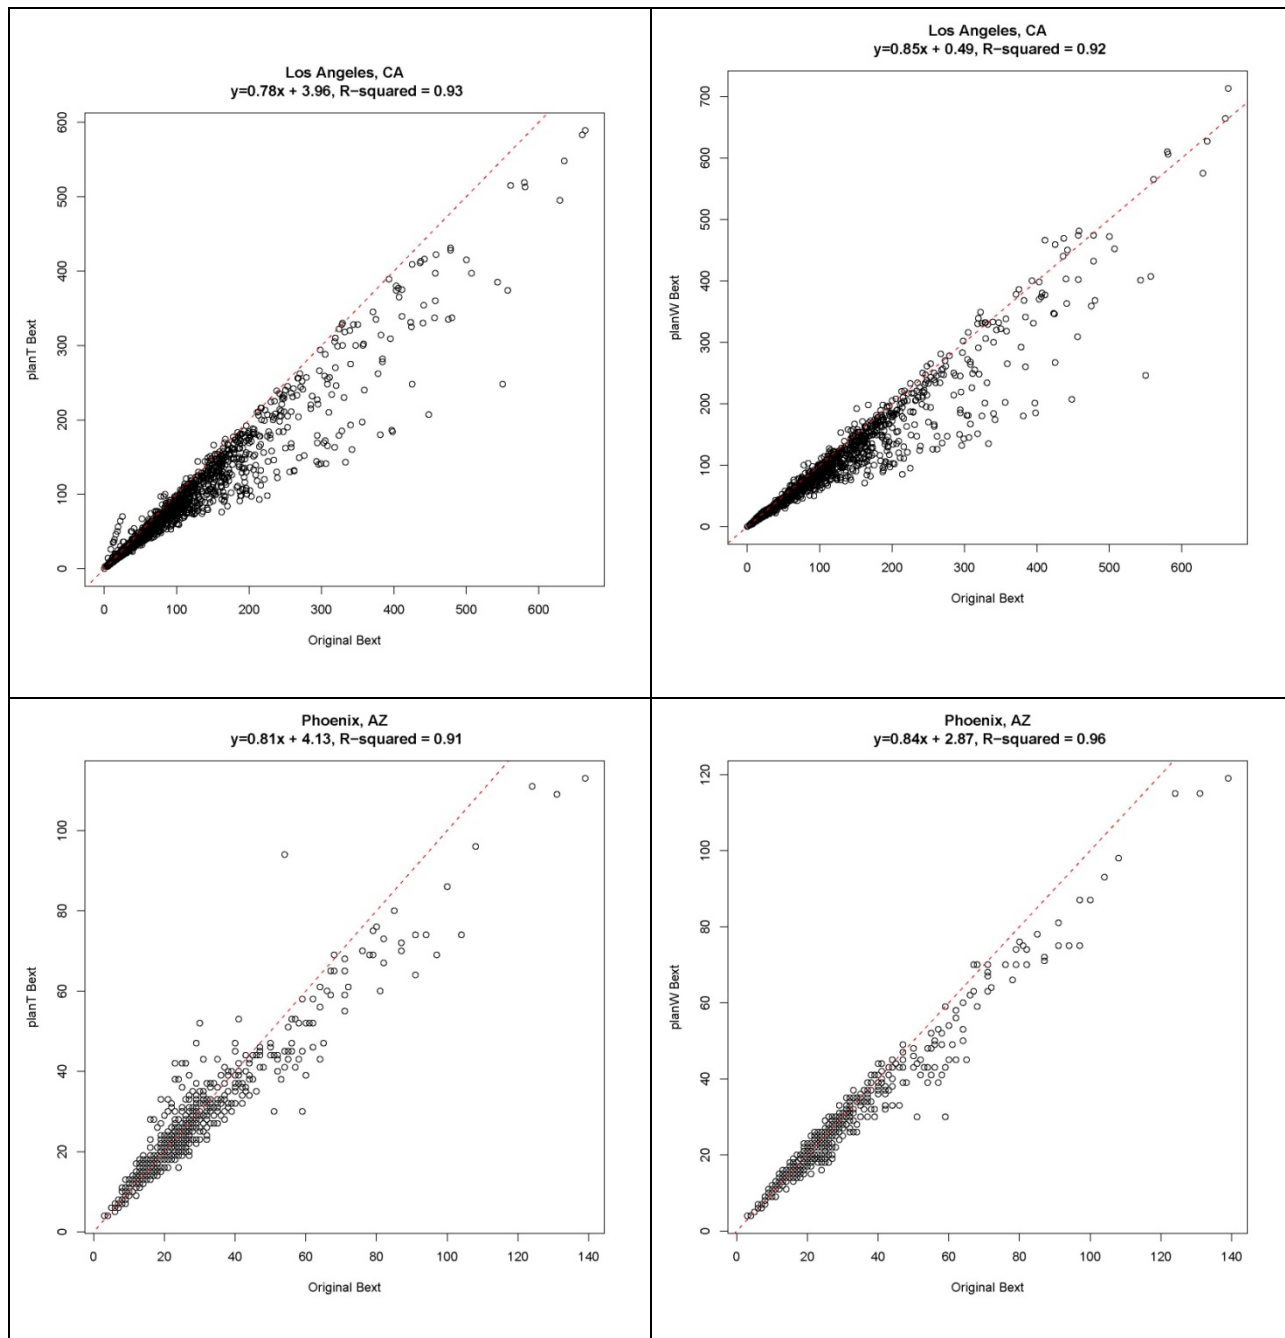 Los Angeles, CA
y=0.78x + 3.96, R−squared = 0.93
600
500
400
300
200
100
0
planT Bext
0 100 200 300 400 500 600
Original Bext
Los Angeles, CA
y=0.85x + 0.49, R−squared = 0.92
700
600
500
400
300
200
100
0
planW Bext
0 100 200 300 400 500 600
Original Bext
Phoenix, AZ
y=0.81x + 4.13, R−squared = 0.91
100
80
60
40
20
0
planT Bext
0 20 40 60 80 100 120 140
Original Bext
Phoenix, AZ
y=0.84x + 2.87, R−squared = 0.96
120
100
80
60
40
20
0
planW Bext
0 20 40 60 80 100 120 140
Original Bext